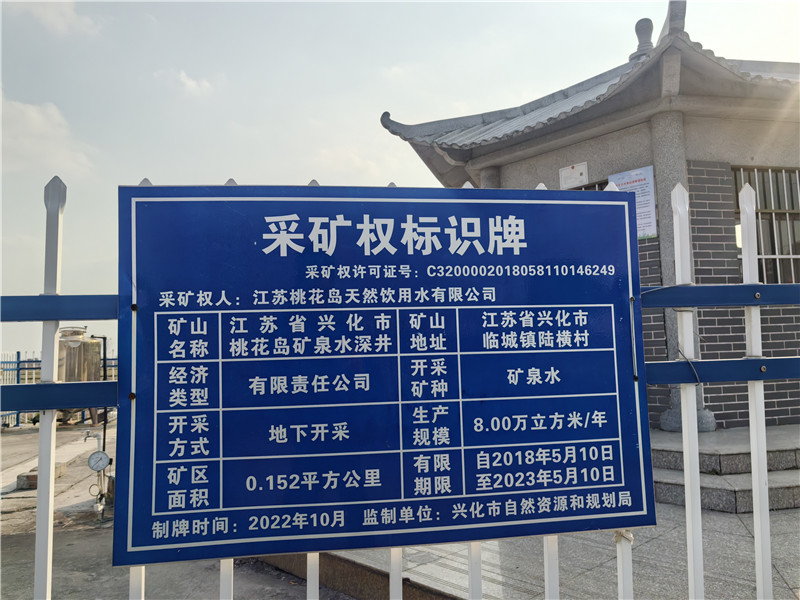 采矿权标识牌
采矿权许可证号：C3200002018058110146249
采矿权人：江苏桃花岛天然饮用水有限公司
矿山名称 江苏省兴化市桃花岛矿泉水深井 矿山地址 江苏省兴化市临城镇陆横村
经济类型 有限责任公司 开采矿种 矿泉水
开采方式 地下开采 生产规模 8.00万立方米/年
矿区面积 0.152平方公里 有限期限 自2018年5月10日至2023年5月10日
制牌时间：2022年10月 监制单位：兴化市自然资源和规划局